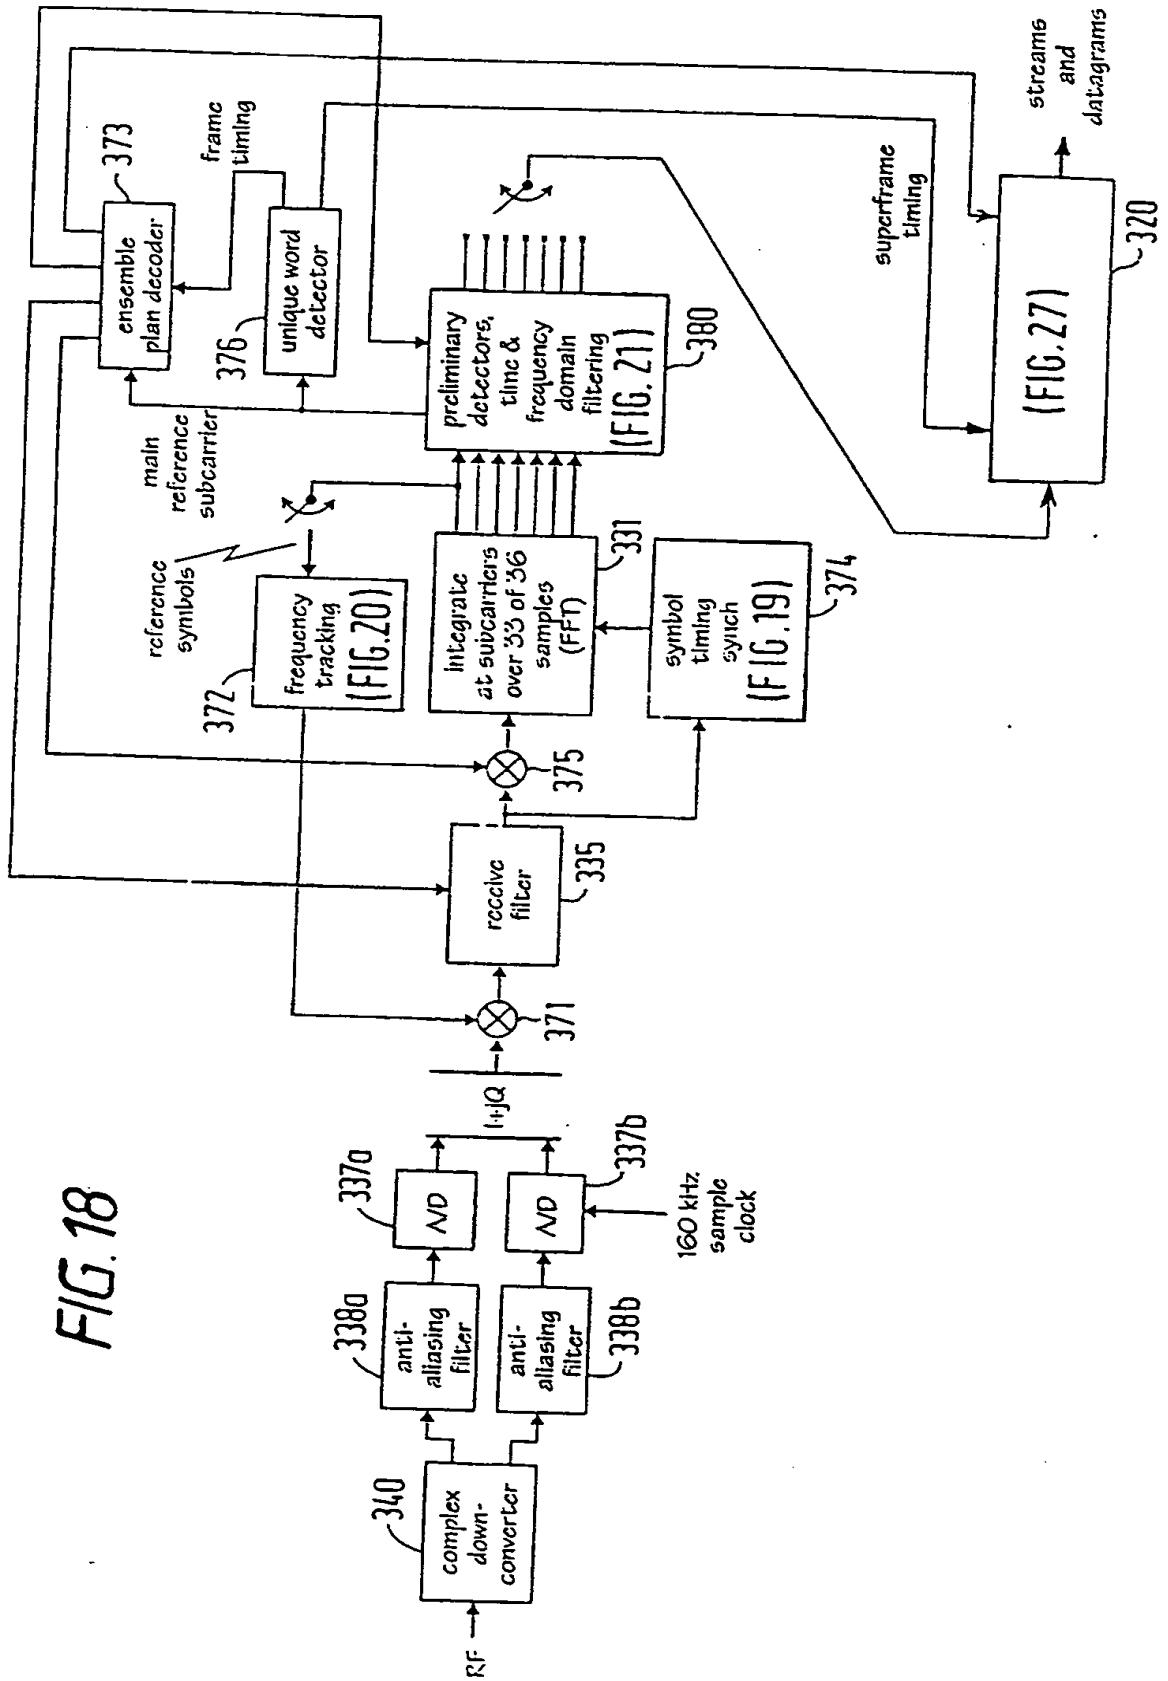 FIG. 18
RF
complex
down-
converter
340
anti-
aliasing
filter
338a
anti-
aliasing
filter
338b
A/D
337a
A/D
337b
160 kHz
sample
clock
I+jQ
371
receive
filter
335
375
372
frequency
tracking
(FIG.20)
reference
symbols
main
reference
subcarrier
integrate
at subcarriers
over 33 of 36
samples
(FFT)
331
symbol
timing
synch
(FIG.19)
374
ensemble
plan decoder
373
frame
timing
unique word
detector
376
preliminary
detectors,
time &
frequency
domain
filtering
(FIG.21)
380
superframe
timing
(FIG.27)
320
streams
and
datagrams